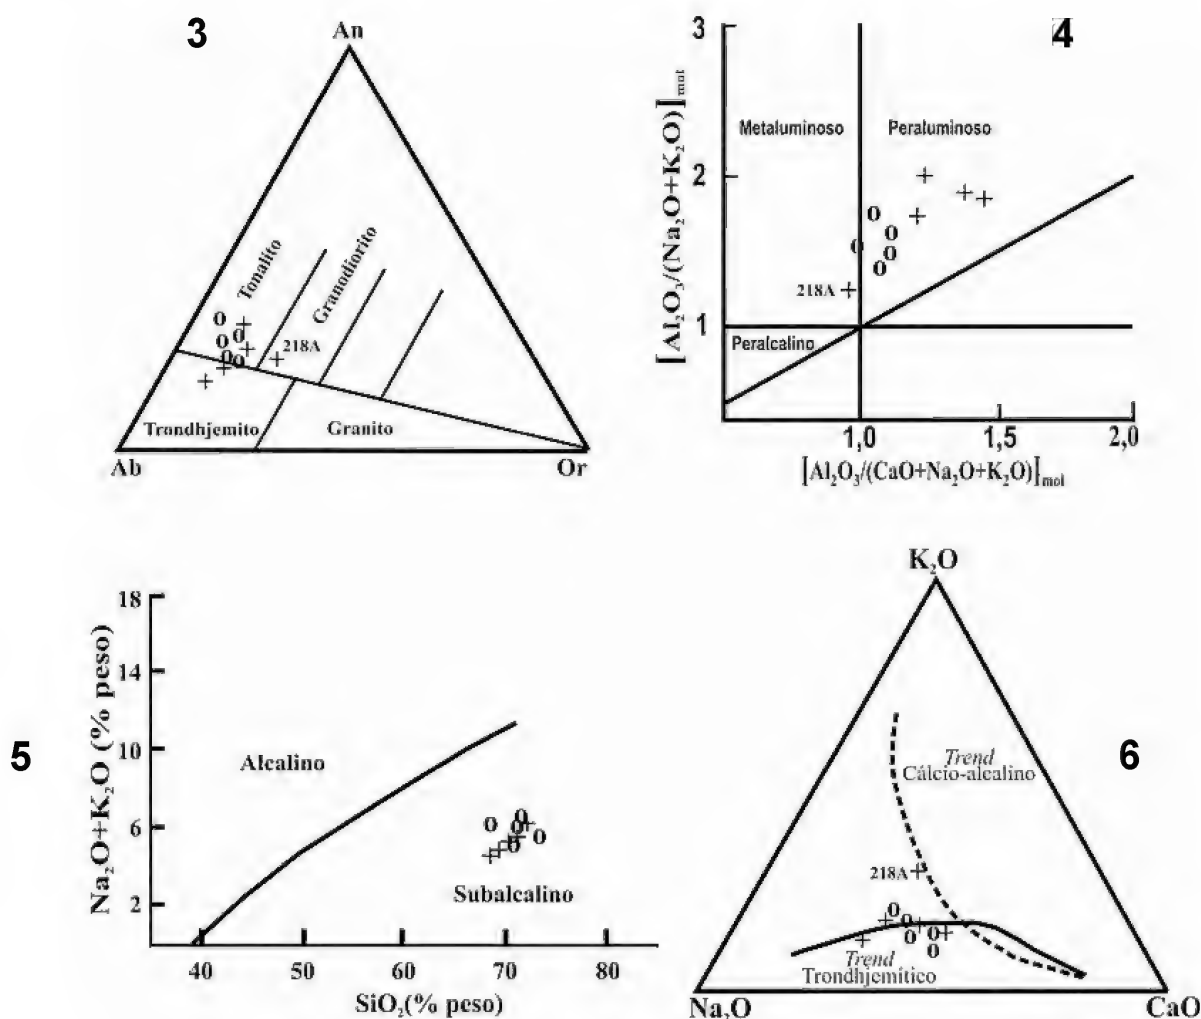 3
An
Tonalito
Granodiorito
218A
Trondhjemito
Granito
Ab
Or
4
[Al₂O₃/(Na₂O+K₂O)]mol
3
2
1
Metaluminoso
Peraluminoso
218A
Peralcalino
1,0
1,5
2,0
[Al₂O₃/(CaO+Na₂O+K₂O)]mol
5
Na₂O+K₂O (% peso)
18
14
10
6
2
Alcalino
Subalcalino
40
50
60
70
80
SiO₂(% peso)
6
K₂O
Trend
Cálcio-alcalino
218A
Trend
Trondhjemítico
Na₂O
CaO